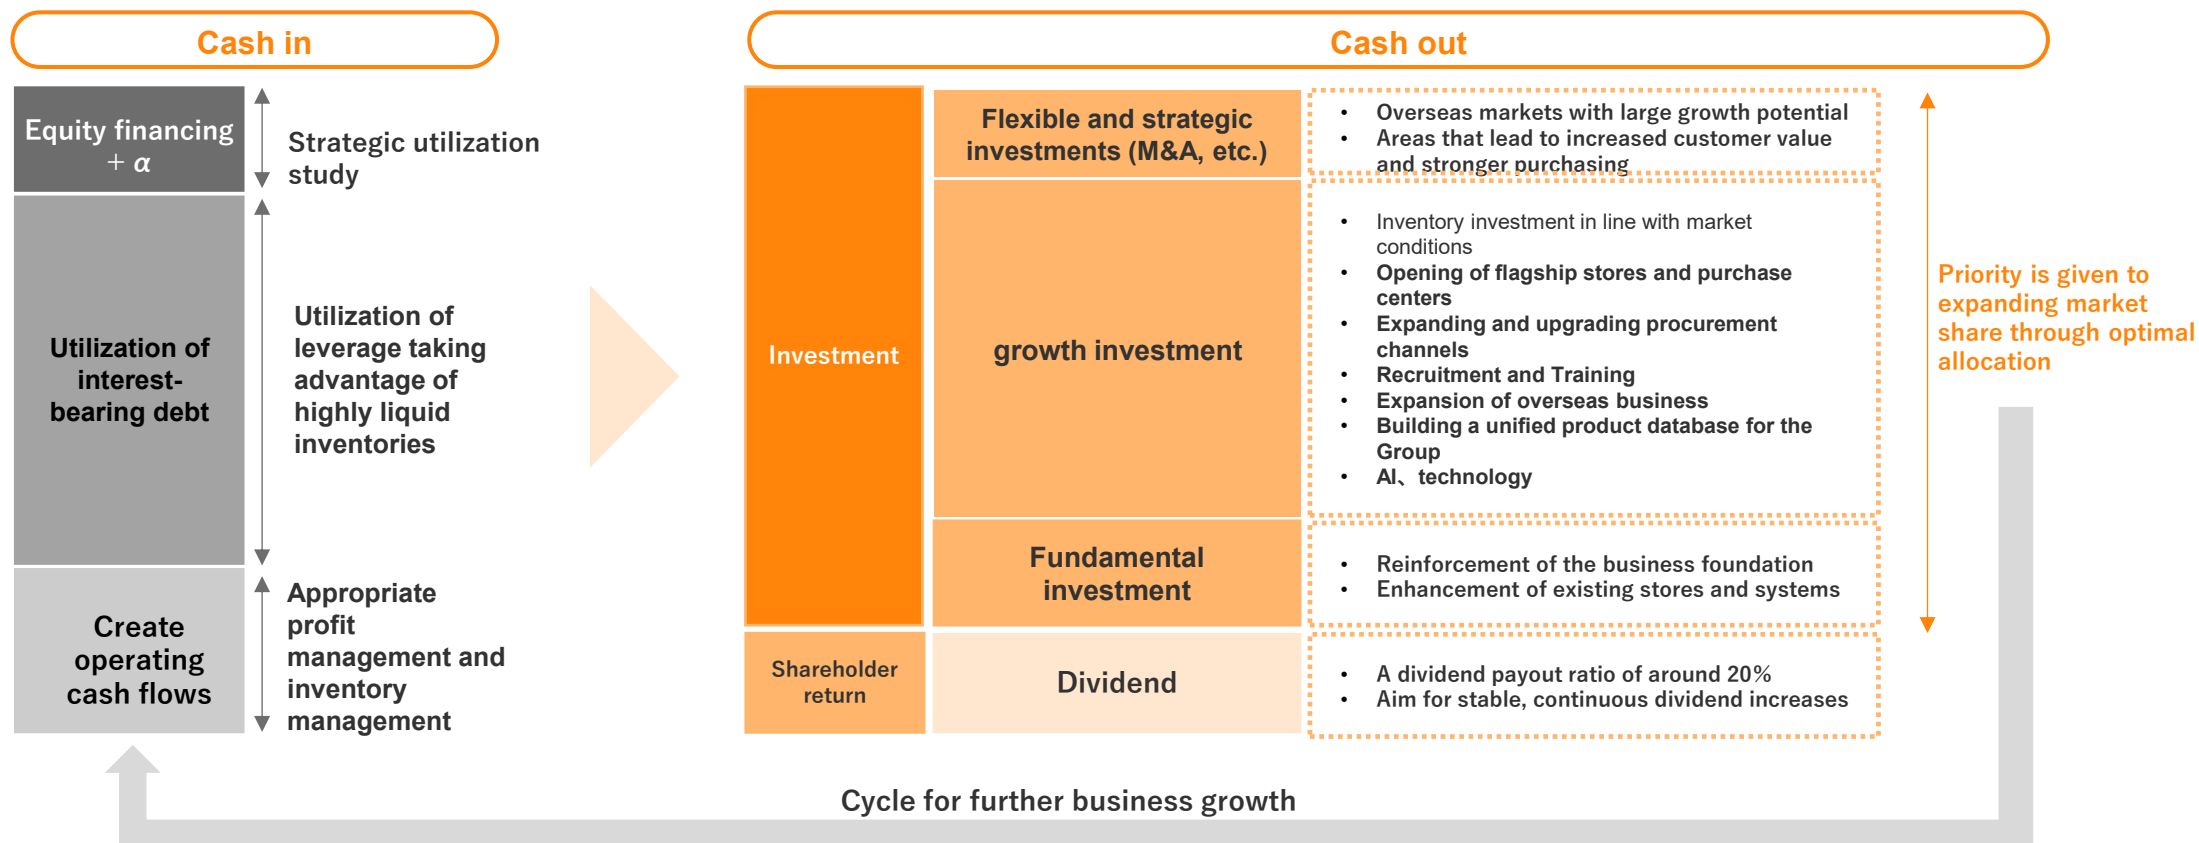 Cash in
Cash out
Equity financing
+ α
Strategic utilization
study
Utilization of
interest-
bearing debt
Utilization of
leverage taking
advantage of
highly liquid
inventories
Create
operating
cash flows
Appropriate
profit
management and
inventory
management
Investment
Flexible and strategic
investments (M&A, etc.)
• Overseas markets with large growth potential
• Areas that lead to increased customer value
and stronger purchasing
growth investment
• Inventory investment in line with market
conditions
• Opening of flagship stores and purchase
centers
• Expanding and upgrading procurement
channels
• Recruitment and Training
• Expansion of overseas business
• Building a unified product database for the
Group
• AI、technology
Fundamental
investment
• Reinforcement of the business foundation
• Enhancement of existing stores and systems
Shareholder
return
Dividend
• A dividend payout ratio of around 20%
• Aim for stable, continuous dividend increases
Priority is given to
expanding market
share through optimal
allocation
Cycle for further business growth